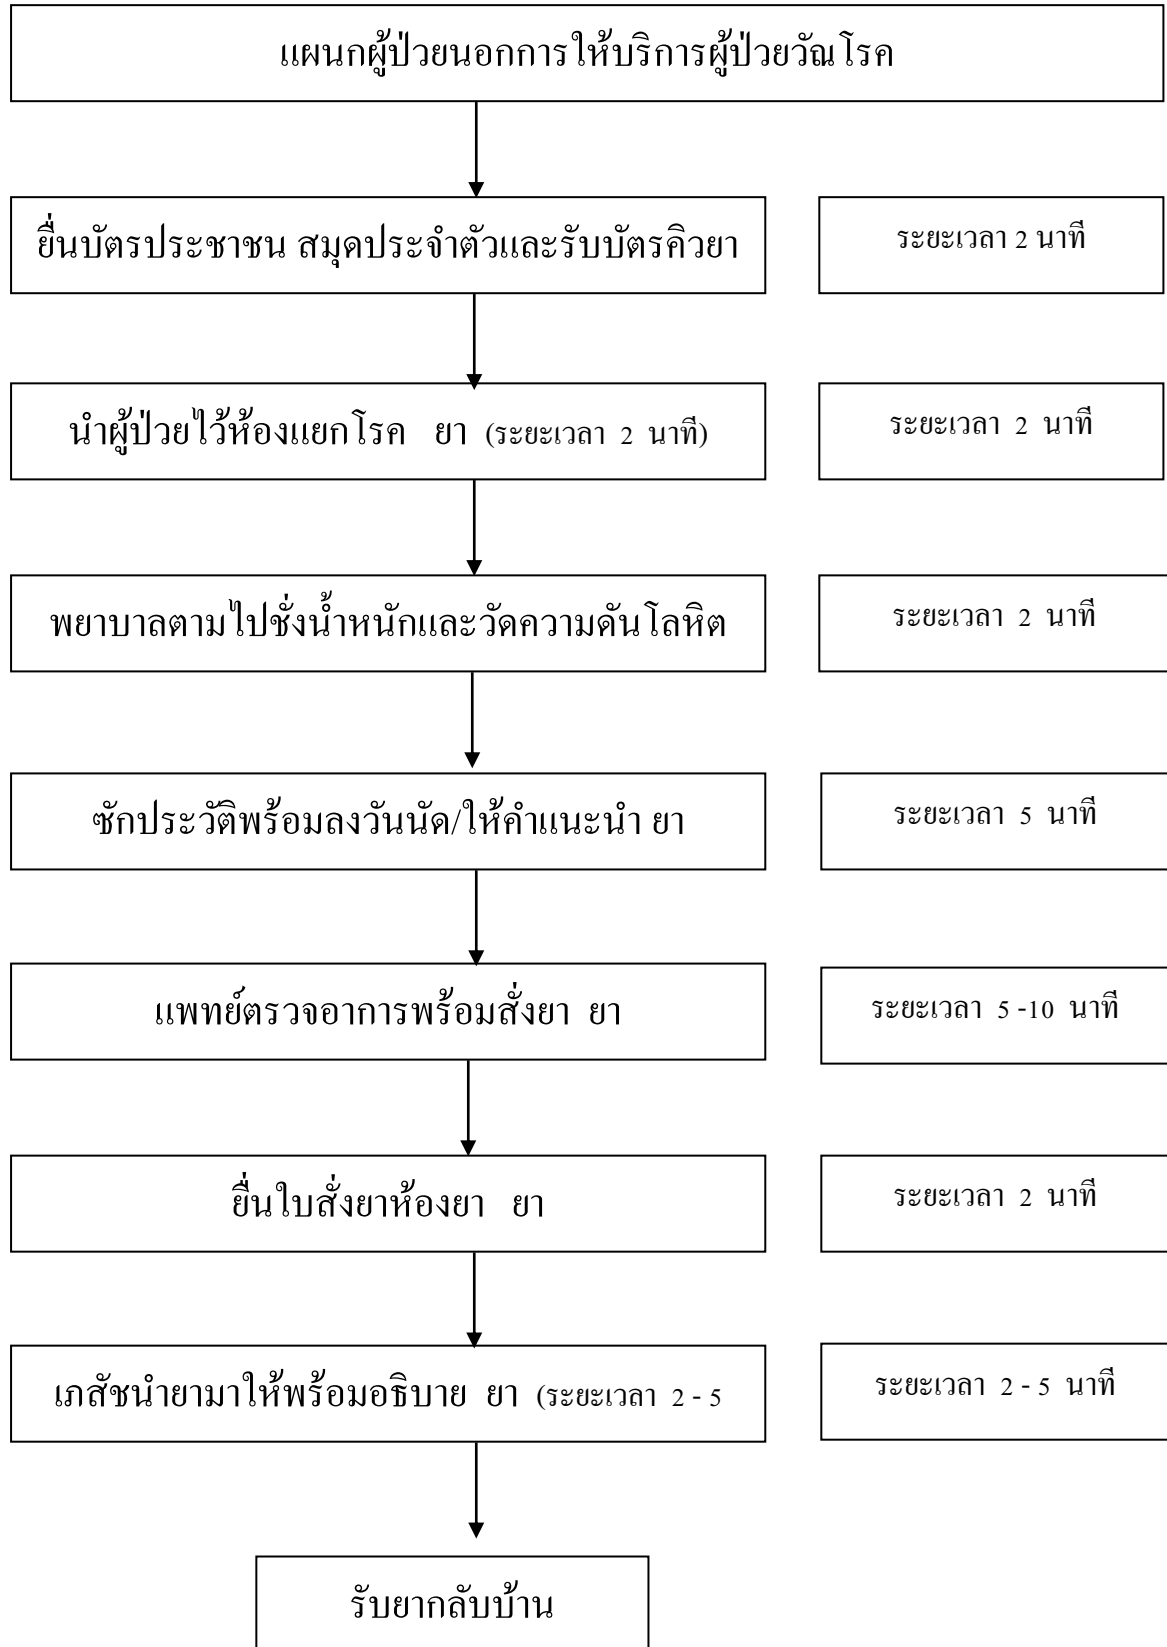 แผนกผู้ป่วยนอกการให้บริการผู้ป่วยวัณโรค
ยื่นบัตรประชาชน สมุดประจำตัวและรับบัตรคิวยา
ระยะเวลา 2 นาที
นำผู้ป่วยไว้ห้องแยกโรค ยา (ระยะเวลา 2 นาที)
ระยะเวลา 2 นาที
พยาบาลตามไปชั่งน้ำหนักและวัดความดันโลหิต
ระยะเวลา 2 นาที
ซักประวัติพร้อมลงวันนัด/ให้คำแนะนำ ยา
ระยะเวลา 5 นาที
แพทย์ตรวจอาการพร้อมสั่งยา ยา
ระยะเวลา 5 -10 นาที
ยื่นใบสั่งยาห้องยา ยา
ระยะเวลา 2 นาที
เภสัชนำยามาให้พร้อมอธิบาย ยา (ระยะเวลา 2 - 5
ระยะเวลา 2 - 5 นาที
รับยากลับบ้าน